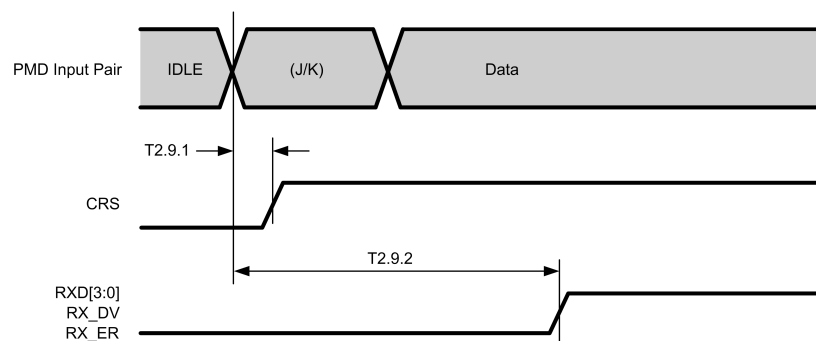 PMD Input Pair IDLE (J/K) Data
T2.9.1
CRS
T2.9.2
RXD[3:0]
RX_DV
RX_ER